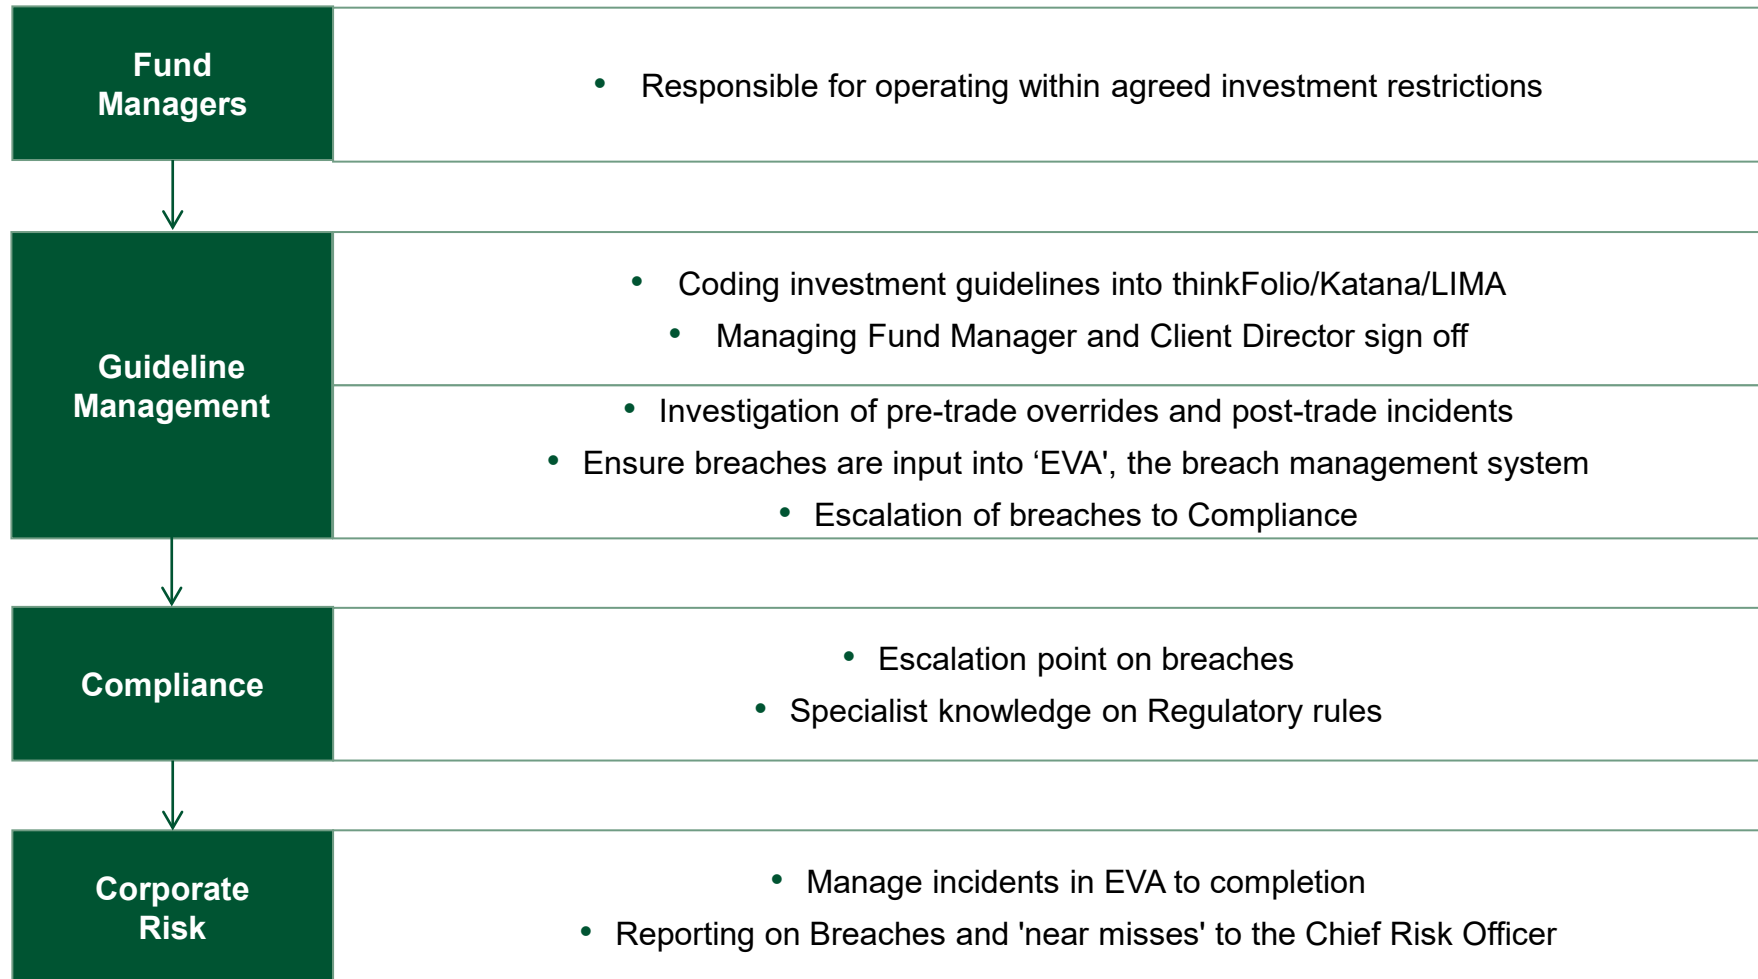 Fund
Managers
• Responsible for operating within agreed investment restrictions
Guideline
Management
• Coding investment guidelines into thinkFolio/Katana/LIMA
• Managing Fund Manager and Client Director sign off
• Investigation of pre-trade overrides and post-trade incidents
• Ensure breaches are input into ‘EVA', the breach management system
• Escalation of breaches to Compliance
Compliance
• Escalation point on breaches
• Specialist knowledge on Regulatory rules
Corporate
Risk
• Manage incidents in EVA to completion
• Reporting on Breaches and 'near misses' to the Chief Risk Officer